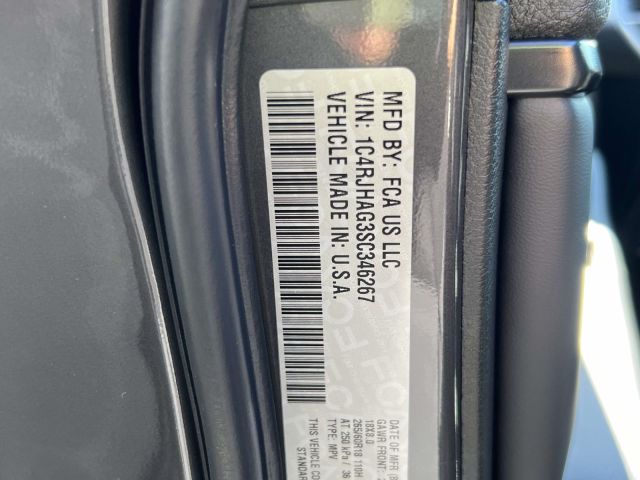 MFD BY: FCA US LLC
VIN: 1C4RJHAG3SC346267
VEHICLE MADE IN: U.S.A.
DATE OF MFR
GAWR FRONT:
18X8.0
265/60R18 110H
AT 250 kPa / 36
TYPE: MPV
THIS VEHICLE CO
STANDAR